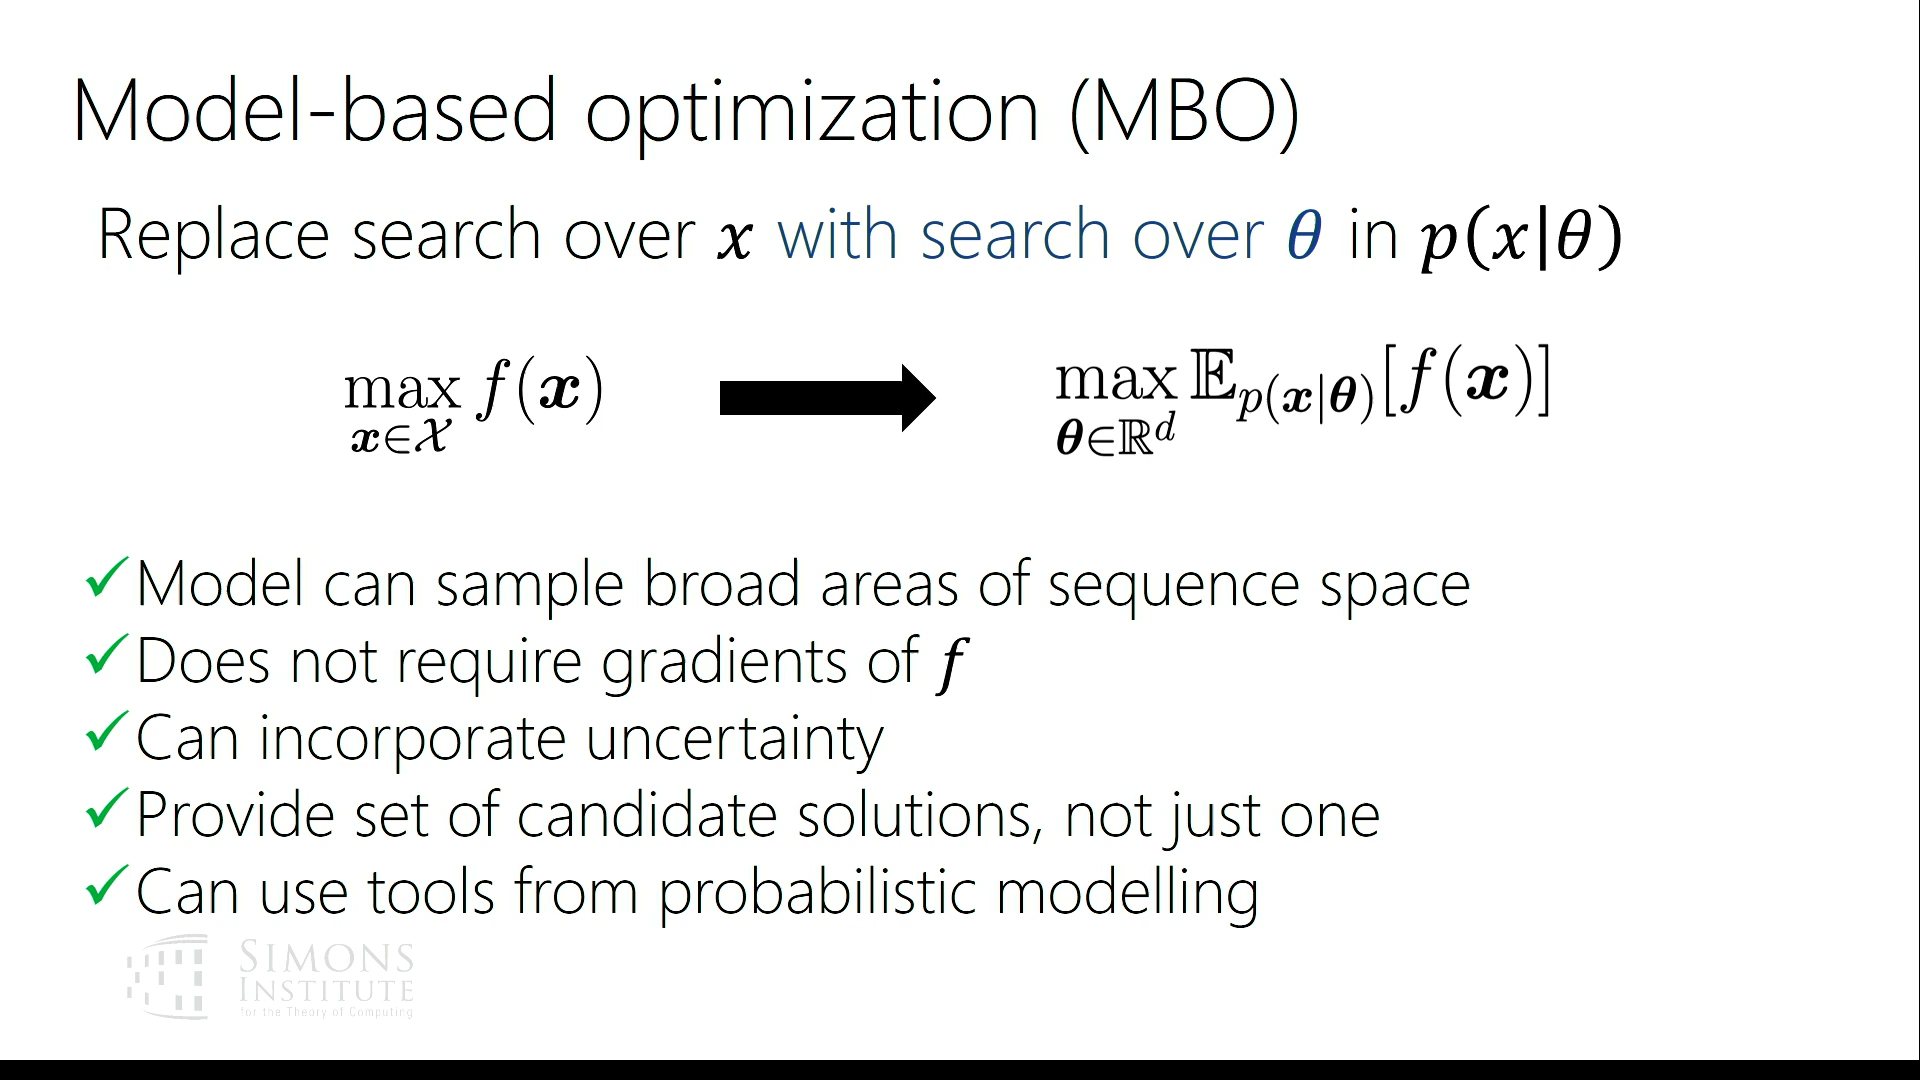 Model-based optimization (MBO)
Replace search over x with search over θ in p(x|θ)
max f(x)
x∈𝒳
max 𝔼p(x|θ)[f(x)]
θ∈ℝᵈ
✓Model can sample broad areas of sequence space
✓Does not require gradients of f
✓Can incorporate uncertainty
✓Provide set of candidate solutions, not just one
✓Can use tools from probabilistic modelling
SIMONS
INSTITUTE
for the Theory of Computing